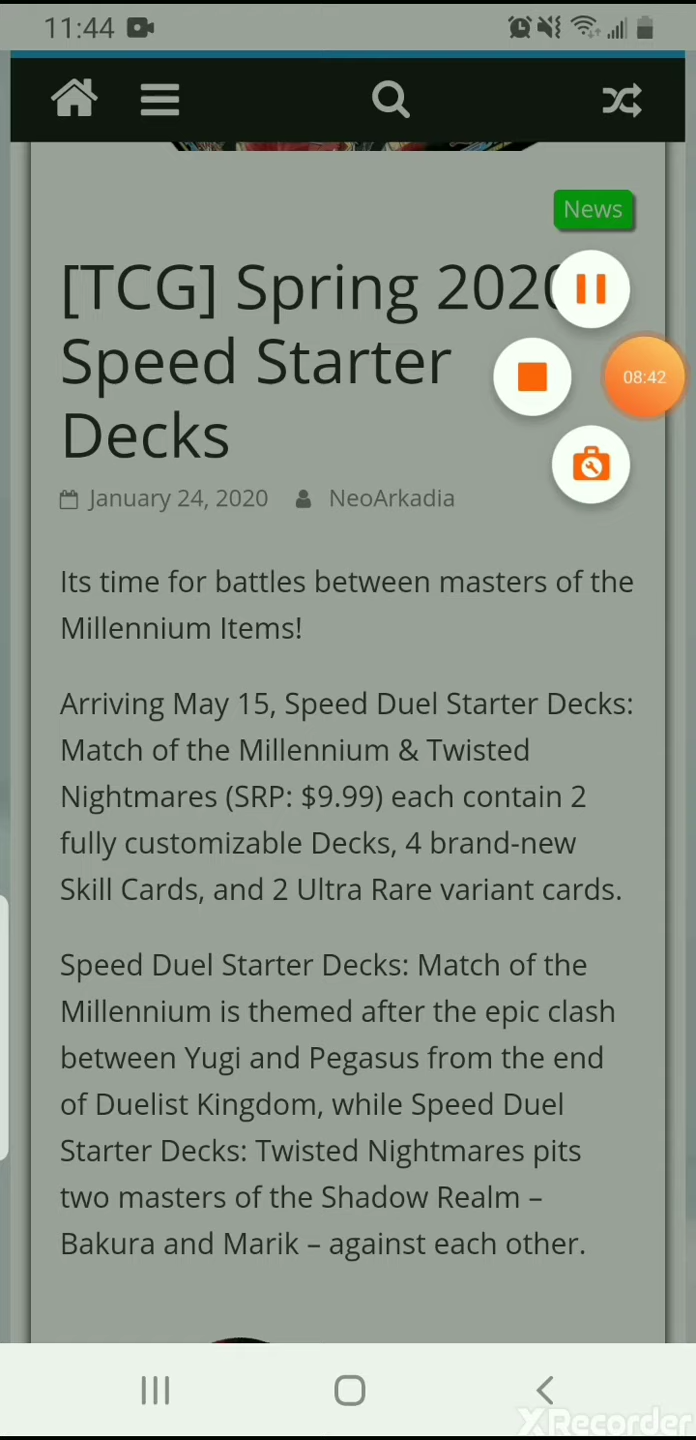 11:44
News
[TCG] Spring 2020
Speed Starter
Decks
08:42
January 24, 2020 NeoArkadia
Its time for battles between masters of the
Millennium Items!
Arriving May 15, Speed Duel Starter Decks:
Match of the Millennium & Twisted
Nightmares (SRP: $9.99) each contain 2
fully customizable Decks, 4 brand-new
Skill Cards, and 2 Ultra Rare variant cards.
Speed Duel Starter Decks: Match of the
Millennium is themed after the epic clash
between Yugi and Pegasus from the end
of Duelist Kingdom, while Speed Duel
Starter Decks: Twisted Nightmares pits
two masters of the Shadow Realm –
Bakura and Marik – against each other.
XRecorder